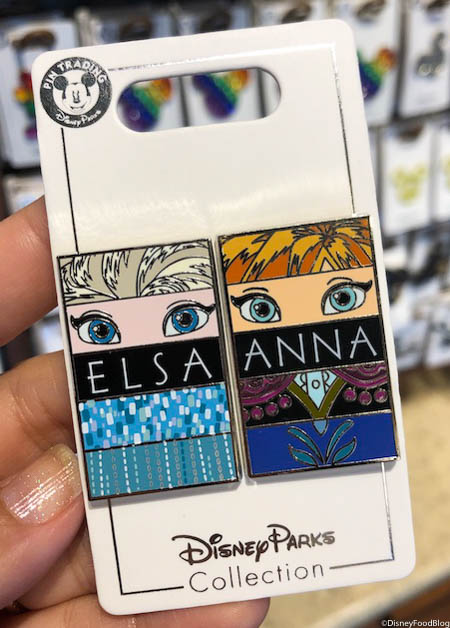 PIN TRADING
Disney Parks
ELSA
ANNA
Disney Parks
Collection
©DisneyFoodBlog